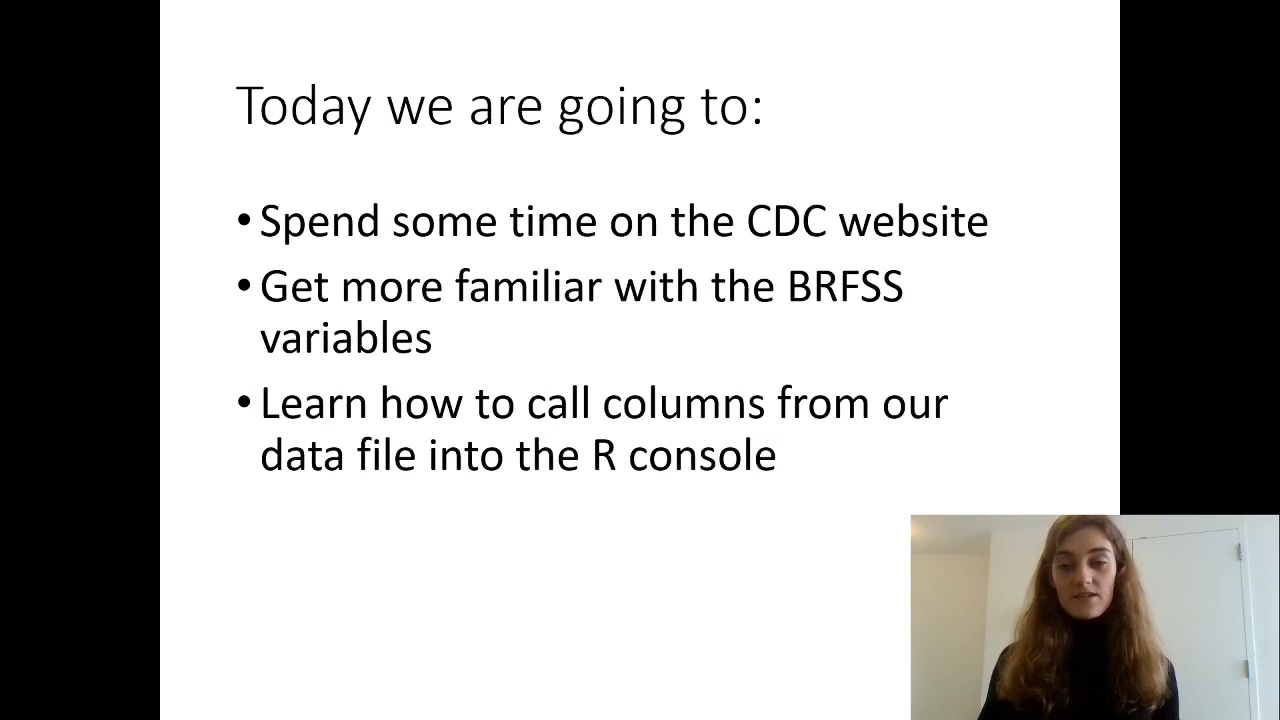 Today we are going to:
•Spend some time on the CDC website
•Get more familiar with the BRFSS
variables
•Learn how to call columns from our
data file into the R console